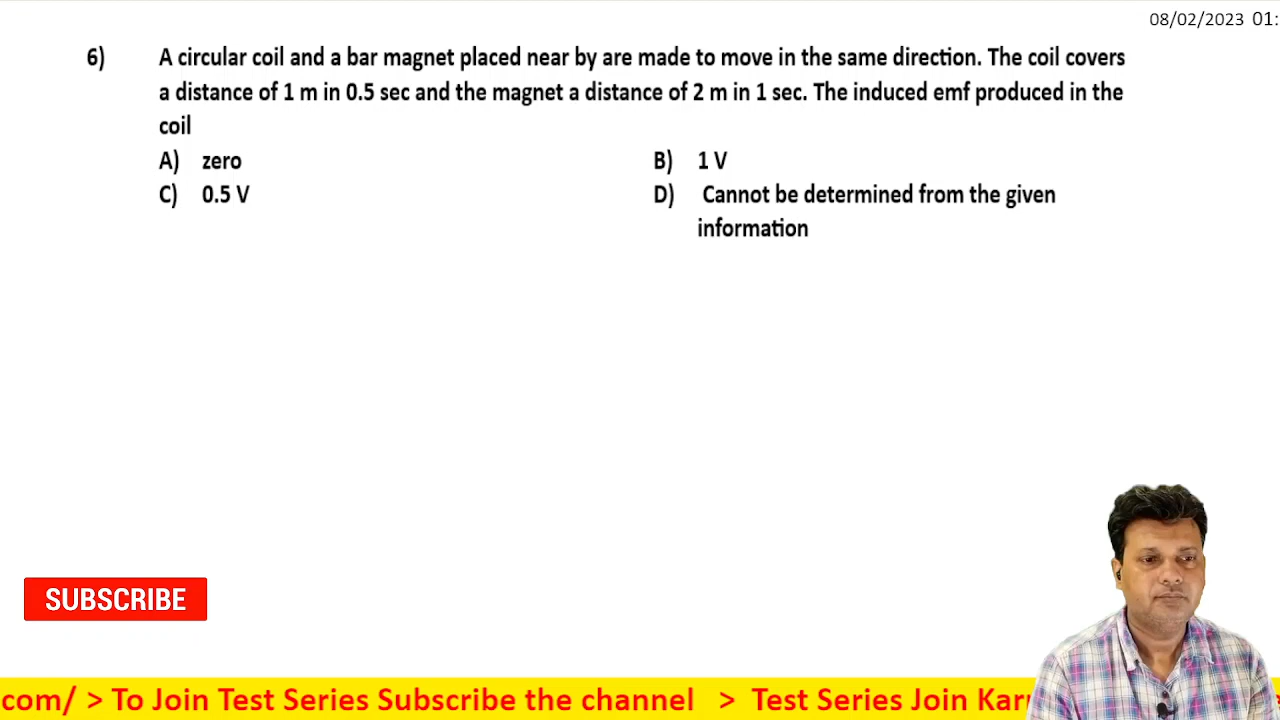 08/02/2023 01:
6) A circular coil and a bar magnet placed near by are made to move in the same direction. The coil covers
a distance of 1 m in 0.5 sec and the magnet a distance of 2 m in 1 sec. The induced emf produced in the
coil
A) zero B) 1 V
C) 0.5 V D) Cannot be determined from the given
information
SUBSCRIBE
.com/ > To Join Test Series Subscribe the channel > Test Series Join